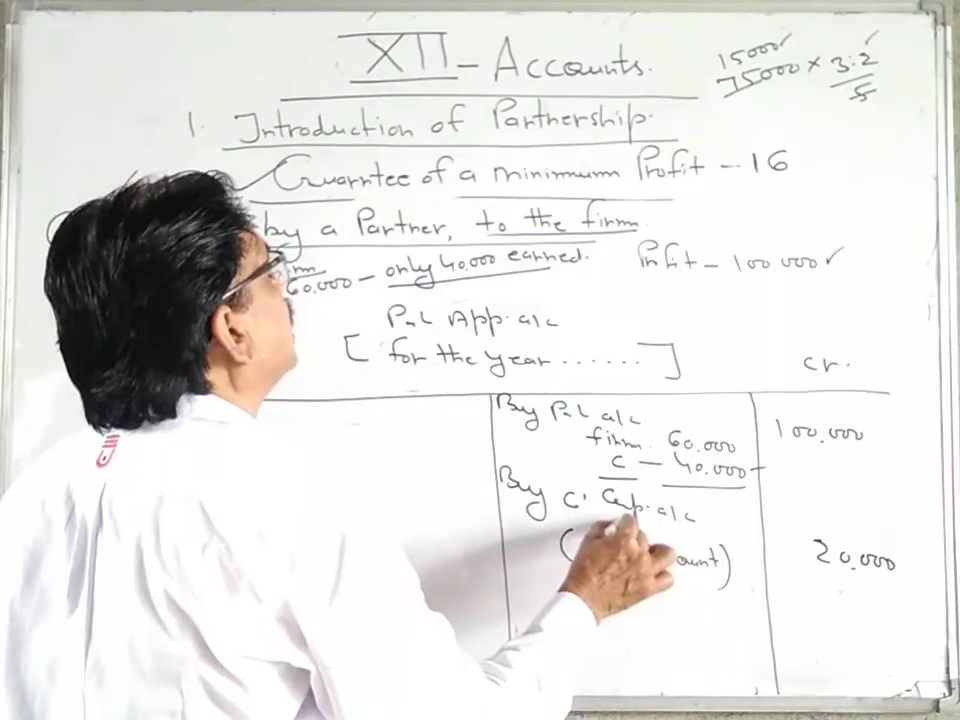 XII - Accounts.
15000 ✓
75000 × 3:2 ✓
5
1. Introduction of Partnership.
Guarntee of a minimum Profit - 16
by a Partner, to the firm
60.000 - only 40.000 earned.
Profit - 100.000 ✓
P&L App. a/c
[ for the year ...... ]
cr.
By P&L a/c
100.000
firm. 60.000
C - 40.000
By C' Cap. a/c
20.000